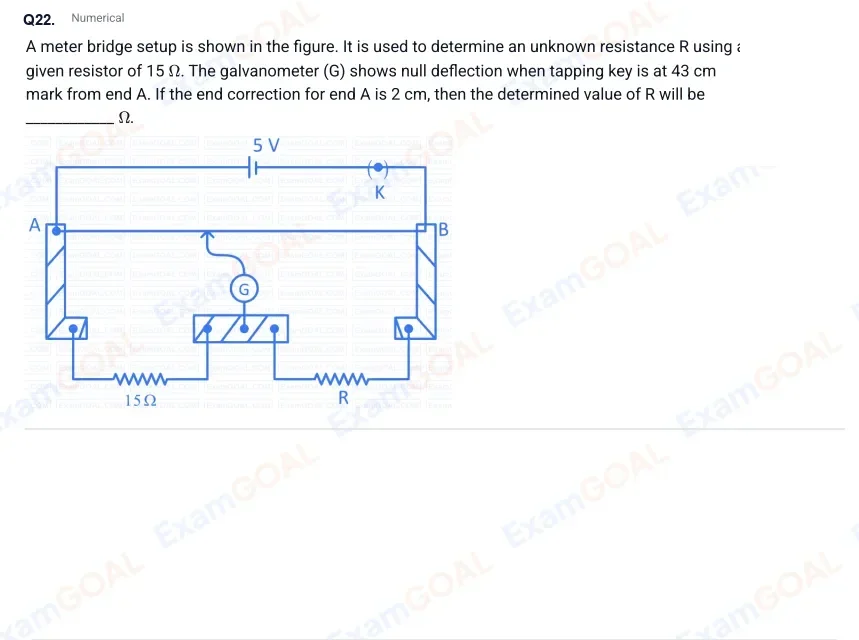 Q22. Numerical
A meter bridge setup is shown in the figure. It is used to determine an unknown resistance R using a
given resistor of 15 Ω. The galvanometer (G) shows null deflection when tapping key is at 43 cm
mark from end A. If the end correction for end A is 2 cm, then the determined value of R will be
____________ Ω.
5 V
( )
K
A
B
G
15Ω
R
ExamGOAL